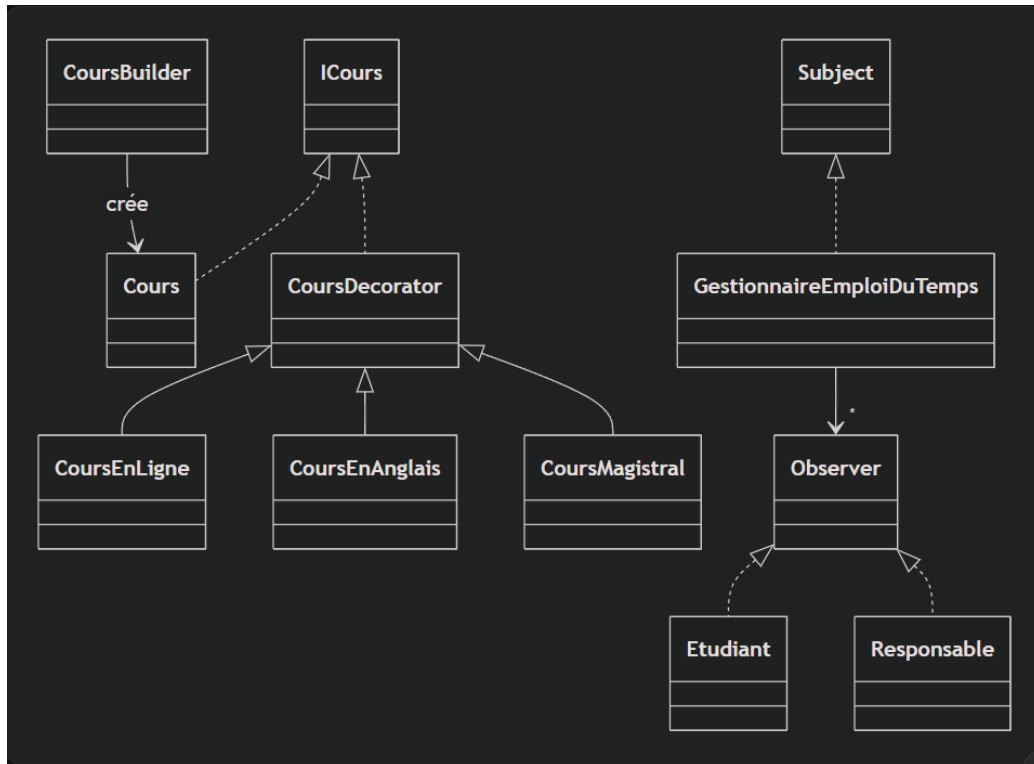 CoursBuilder
ICours
Subject
crée
Cours
CoursDecorator
GestionnaireEmploiDuTemps
*
CoursEnLigne
CoursEnAnglais
CoursMagistral
Observer
Etudiant
Responsable